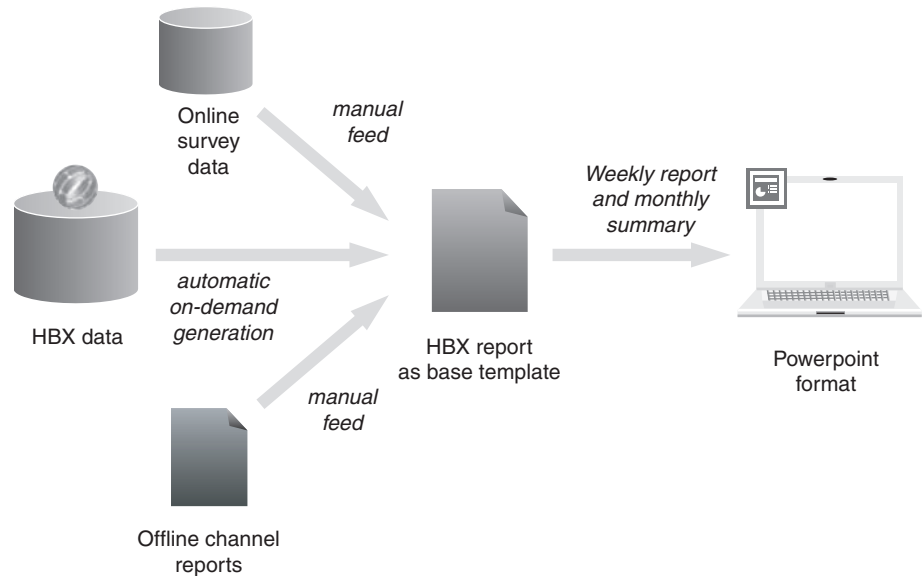 Online
survey
data
manual
feed
HBX data
automatic
on-demand
generation
Weekly report
and monthly
summary
HBX report
as base template
Powerpoint
format
manual
feed
Offline channel
reports